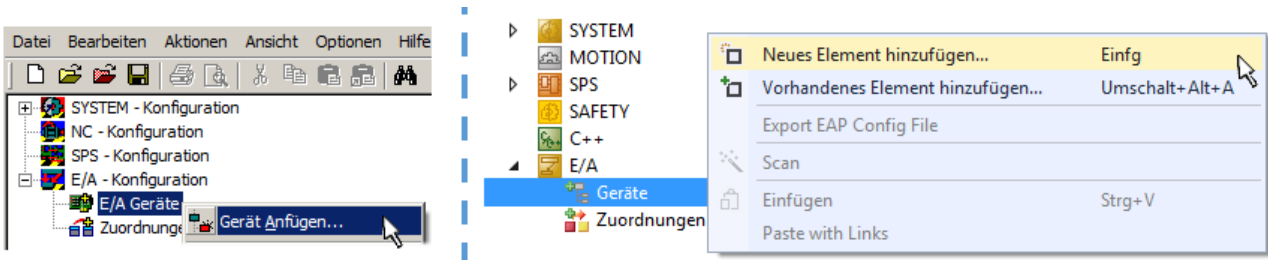 Datei Bearbeiten Aktionen Ansicht Optionen Hilfe
SYSTEM - Konfiguration
NC - Konfiguration
SPS - Konfiguration
E/A - Konfiguration
E/A Geräte
Gerät Anfügen...
Zuordnunge
SYSTEM
MOTION
SPS
SAFETY
C++
E/A
Geräte
Zuordnungen
Neues Element hinzufügen... Einfg
Vorhandenes Element hinzufügen... Umschalt+Alt+A
Export EAP Config File
Scan
Einfügen Strg+V
Paste with Links